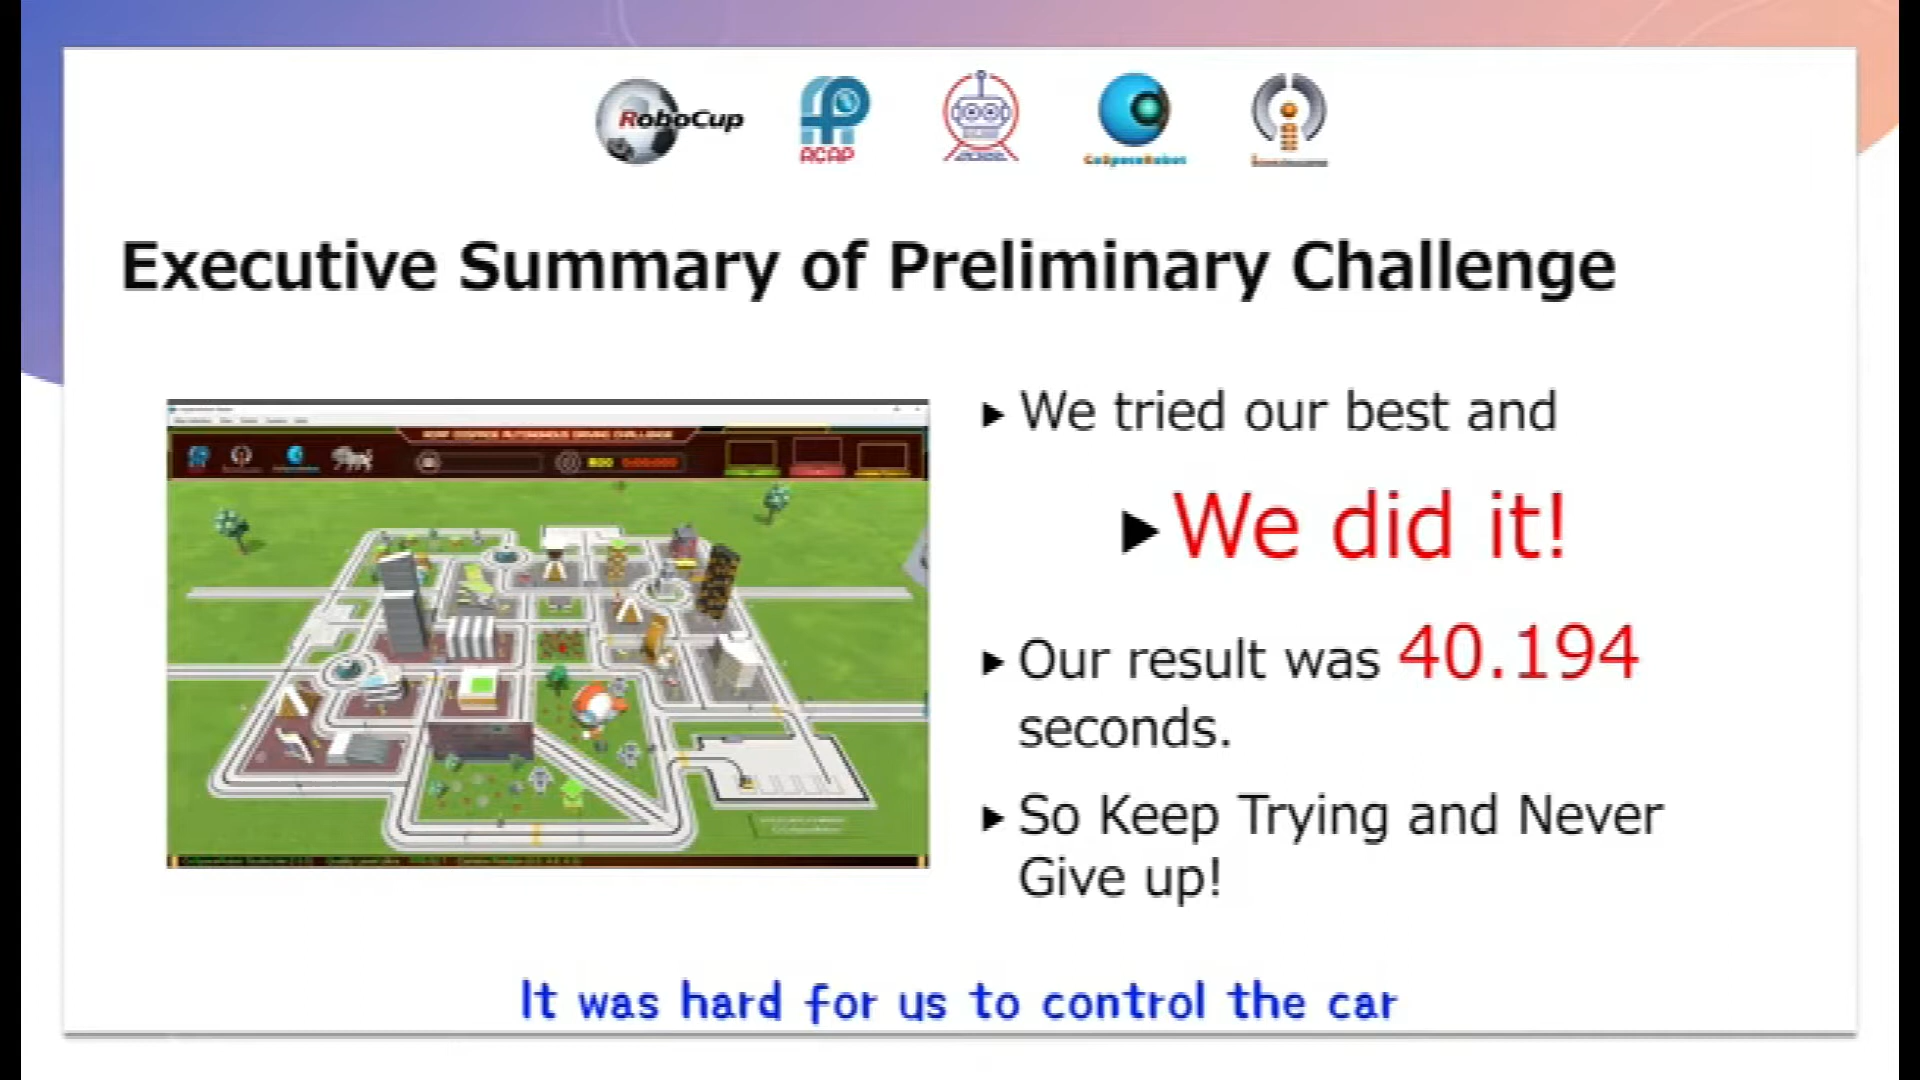 RoboCup
ACAP
CoSpaceRobot
Executive Summary of Preliminary Challenge
We tried our best and
We did it!
Our result was 40.194
seconds.
So Keep Trying and Never
Give up!
It was hard for us to control the car